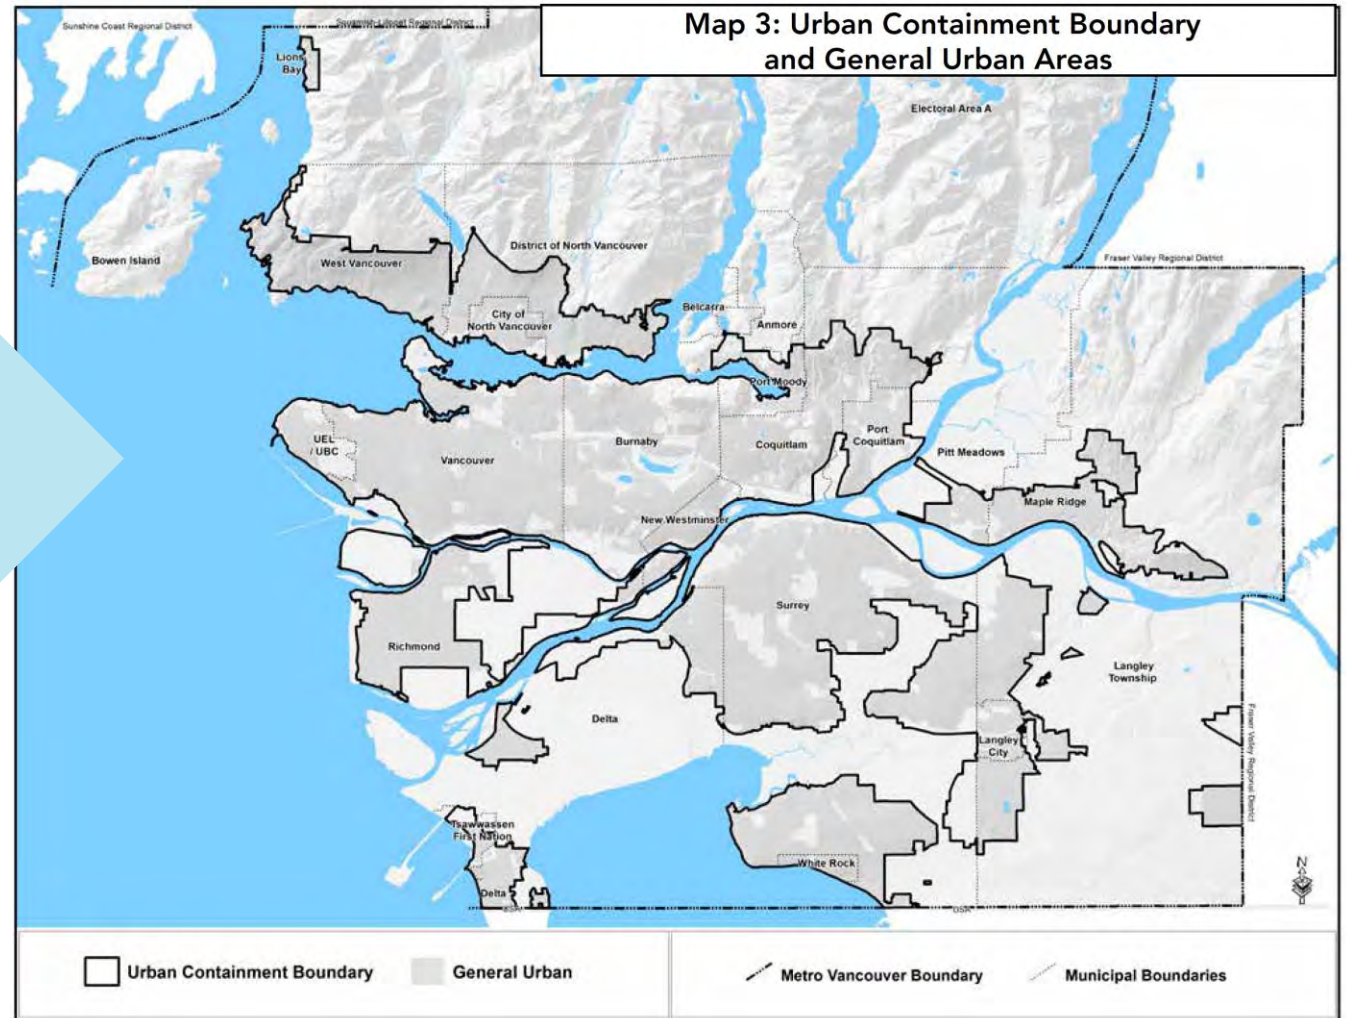 Map 3: Urban Containment Boundary
and General Urban Areas
Sunshine Coast Regional District
Squamish-Lillooet Regional District
Lions
Bay
Electoral Area A
Bowen Island
West Vancouver
District of North Vancouver
Fraser Valley Regional District
City of
North Vancouver
Belcarra
Anmore
Port Moody
UEL
/ UBC
Vancouver
Burnaby
Coquitlam
Port
Coquitlam
Pitt Meadows
Maple Ridge
New Westminster
Surrey
Richmond
Langley
Township
Delta
Langley
City
Fraser Valley Regional District
Tsawwassen
First Nation
White Rock
Delta
N
USA
USA
Urban Containment Boundary
General Urban
Metro Vancouver Boundary
Municipal Boundaries